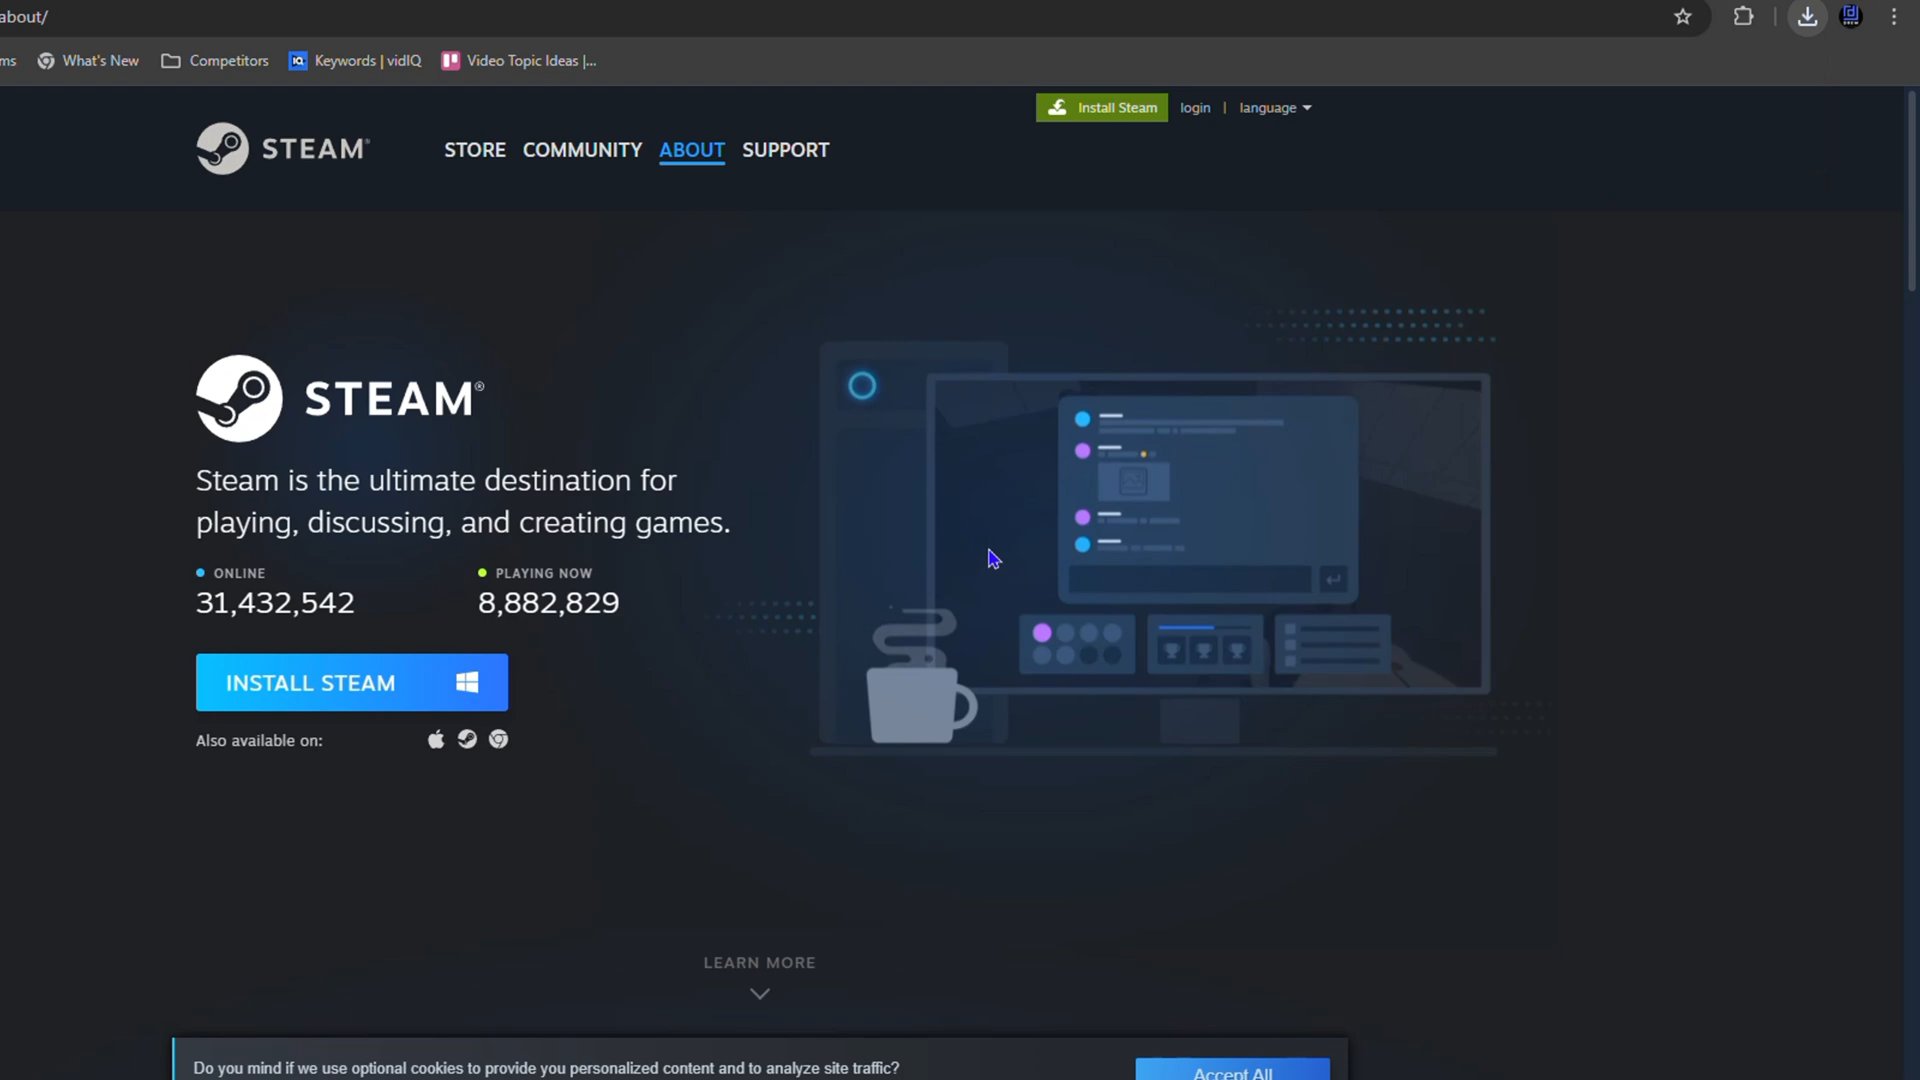 about/
ms What's New Competitors Keywords | vidIQ Video Topic Ideas |...
Install Steam login | language
STEAM®
STORE COMMUNITY ABOUT SUPPORT
STEAM®
Steam is the ultimate destination for
playing, discussing, and creating games.
ONLINE
31,432,542
PLAYING NOW
8,882,829
INSTALL STEAM
Also available on:
LEARN MORE
Do you mind if we use optional cookies to provide you personalized content and to analyze site traffic?
Accept All